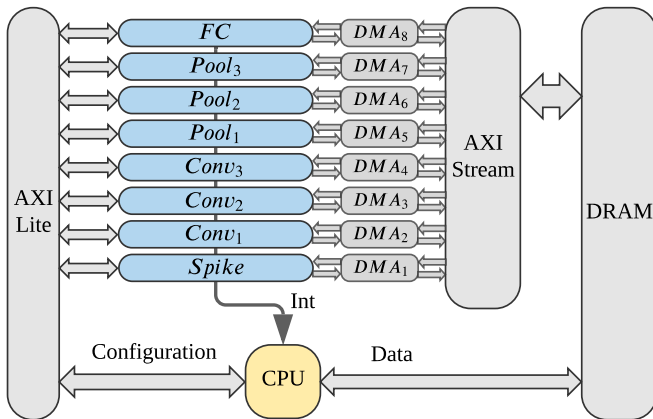 FC
DMA₈
Pool₃
DMA₇
Pool₂
DMA₆
Pool₁
DMA₅
Conv₃
DMA₄
Conv₂
DMA₃
Conv₁
DMA₂
Spike
DMA₁
AXI
Lite
AXI
Stream
DRAM
Int
Configuration
Data
CPU